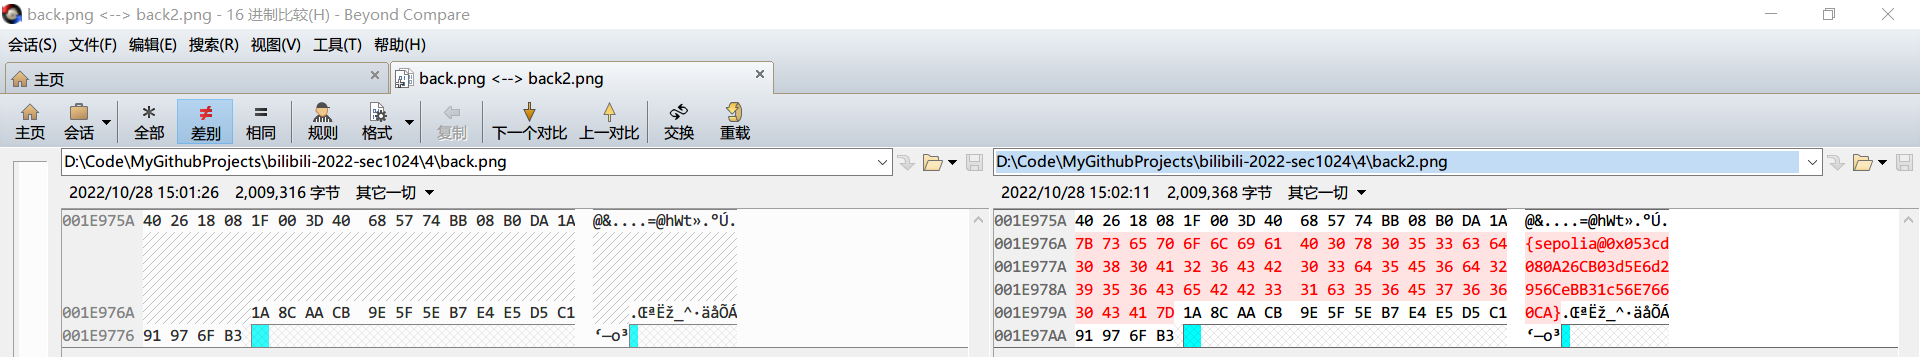 back.png <--> back2.png - 16 进制比较(H) - Beyond Compare
会话(S) 文件(F) 编辑(E) 搜索(R) 视图(V) 工具(T) 帮助(H)
主页 back.png <--> back2.png
主页 会话 全部 差别 相同 规则 格式 复制 下一个对比 上一对比 交换 重载
D:\Code\MyGithubProjects\bilibili-2022-sec1024\4\back.png
2022/10/28 15:01:26 2,009,316 字节 其它一切
001E975A 40 26 18 08 1F 00 3D 40 68 57 74 BB 08 B0 DA 1A @&....=@hWt».°Ú.
001E976A 1A 8C AA CB 9E 5F 5E B7 E4 E5 D5 C1 .ŒªËž_^·äåÕÁ
001E9776 91 97 6F B3 ‘—o³
D:\Code\MyGithubProjects\bilibili-2022-sec1024\4\back2.png
2022/10/28 15:02:11 2,009,368 字节 其它一切
001E975A 40 26 18 08 1F 00 3D 40 68 57 74 BB 08 B0 DA 1A @&....=@hWt».°Ú.
001E976A 7B 73 65 70 6F 6C 69 61 40 30 78 30 35 33 63 64 {sepolia@0x053cd
001E977A 30 38 30 41 32 36 43 42 30 33 64 35 45 36 64 32 080A26CB03d5E6d2
001E978A 39 35 36 43 65 42 42 33 31 63 35 36 45 37 36 36 956CeBB31c56E766
001E979A 30 43 41 7D 1A 8C AA CB 9E 5F 5E B7 E4 E5 D5 C1 0CA}.ŒªËž_^·äåÕÁ
001E97AA 91 97 6F B3 ‘—o³